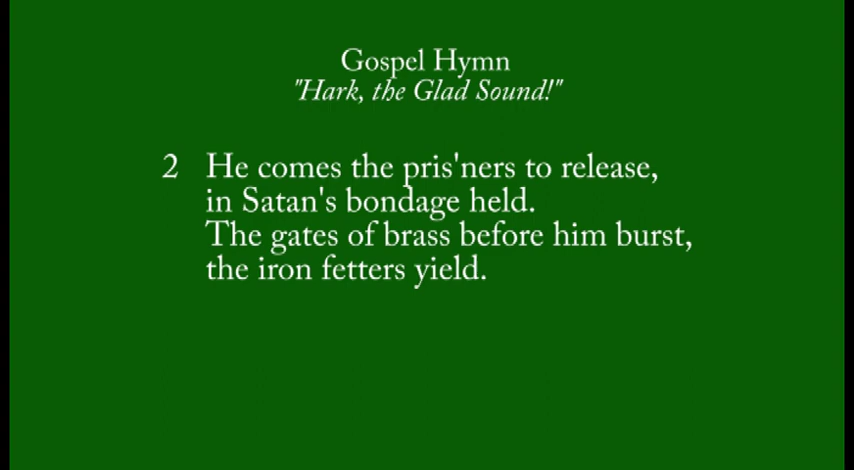 Gospel Hymn
"Hark, the Glad Sound!"
2 He comes the pris'ners to release,
in Satan's bondage held.
The gates of brass before him burst,
the iron fetters yield.